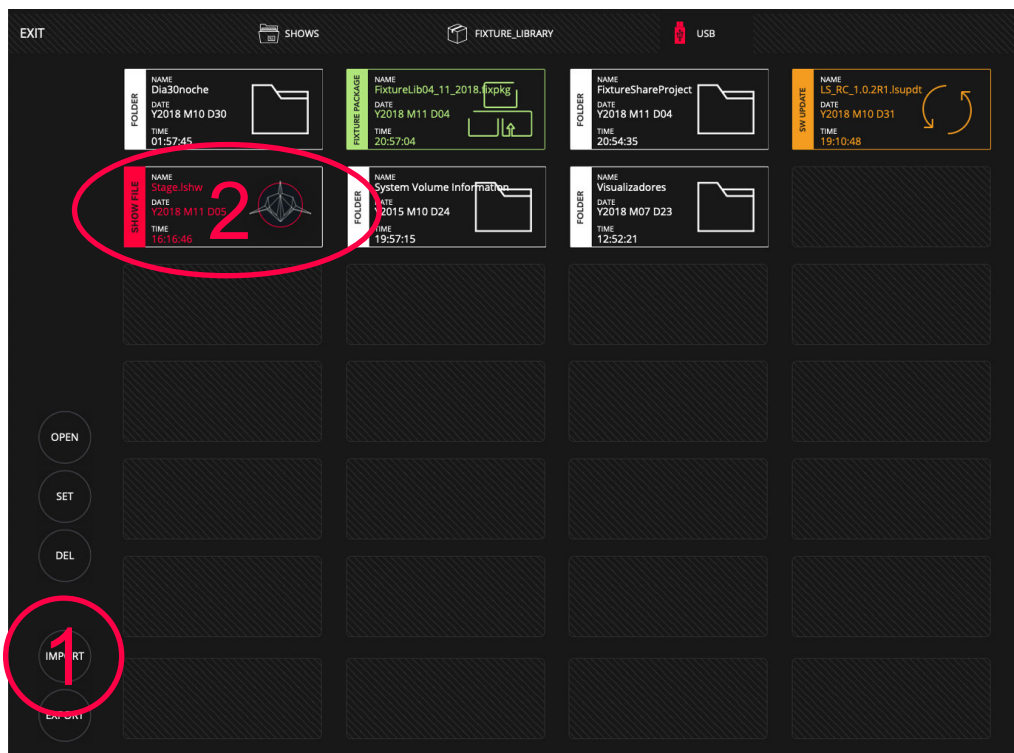 EXIT
SHOWS
FIXTURE_LIBRARY
USB
FOLDER
NAME
Dia30noche
DATE
Y2018 M10 D30
TIME
01:57:45
FIXTURE PACKAGE
NAME
FixtureLib04_11_2018.fixpkg
DATE
Y2018 M11 D04
TIME
20:57:04
FOLDER
NAME
FixtureShareProject
DATE
Y2018 M11 D04
TIME
20:54:35
SW UPDATE
NAME
LS_RC_1.0.2R1.lsupdt
DATE
Y2018 M10 D31
TIME
19:10:48
SHOW FILE
NAME
Stage.lshw
DATE
Y2018 M11 D05
TIME
16:16:46
2
FOLDER
NAME
System Volume Information
DATE
Y2015 M10 D24
TIME
19:57:15
FOLDER
NAME
Visualizadores
DATE
Y2018 M07 D23
TIME
12:52:21
OPEN
SET
DEL
IMPORT
1
EXPORT